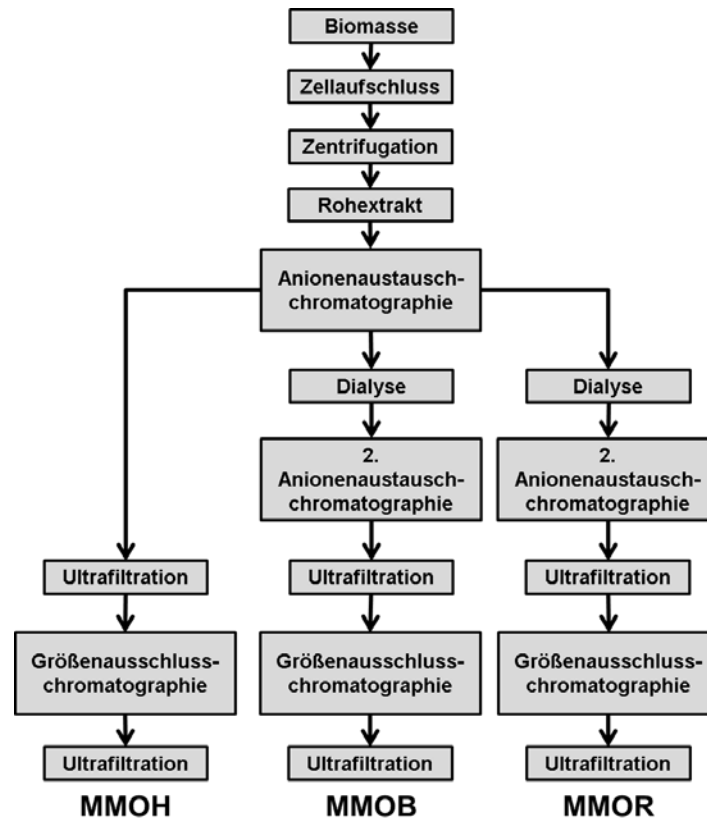 Biomasse
Zellaufschluss
Zentrifugation
Rohextrakt
Anionenaustausch-
chromatographie
Dialyse
Dialyse
2.
Anionenaustausch-
chromatographie
2.
Anionenaustausch-
chromatographie
Ultrafiltration
Ultrafiltration
Ultrafiltration
Größenausschluss-
chromatographie
Größenausschluss-
chromatographie
Größenausschluss-
chromatographie
Ultrafiltration
Ultrafiltration
Ultrafiltration
MMOH
MMOB
MMOR